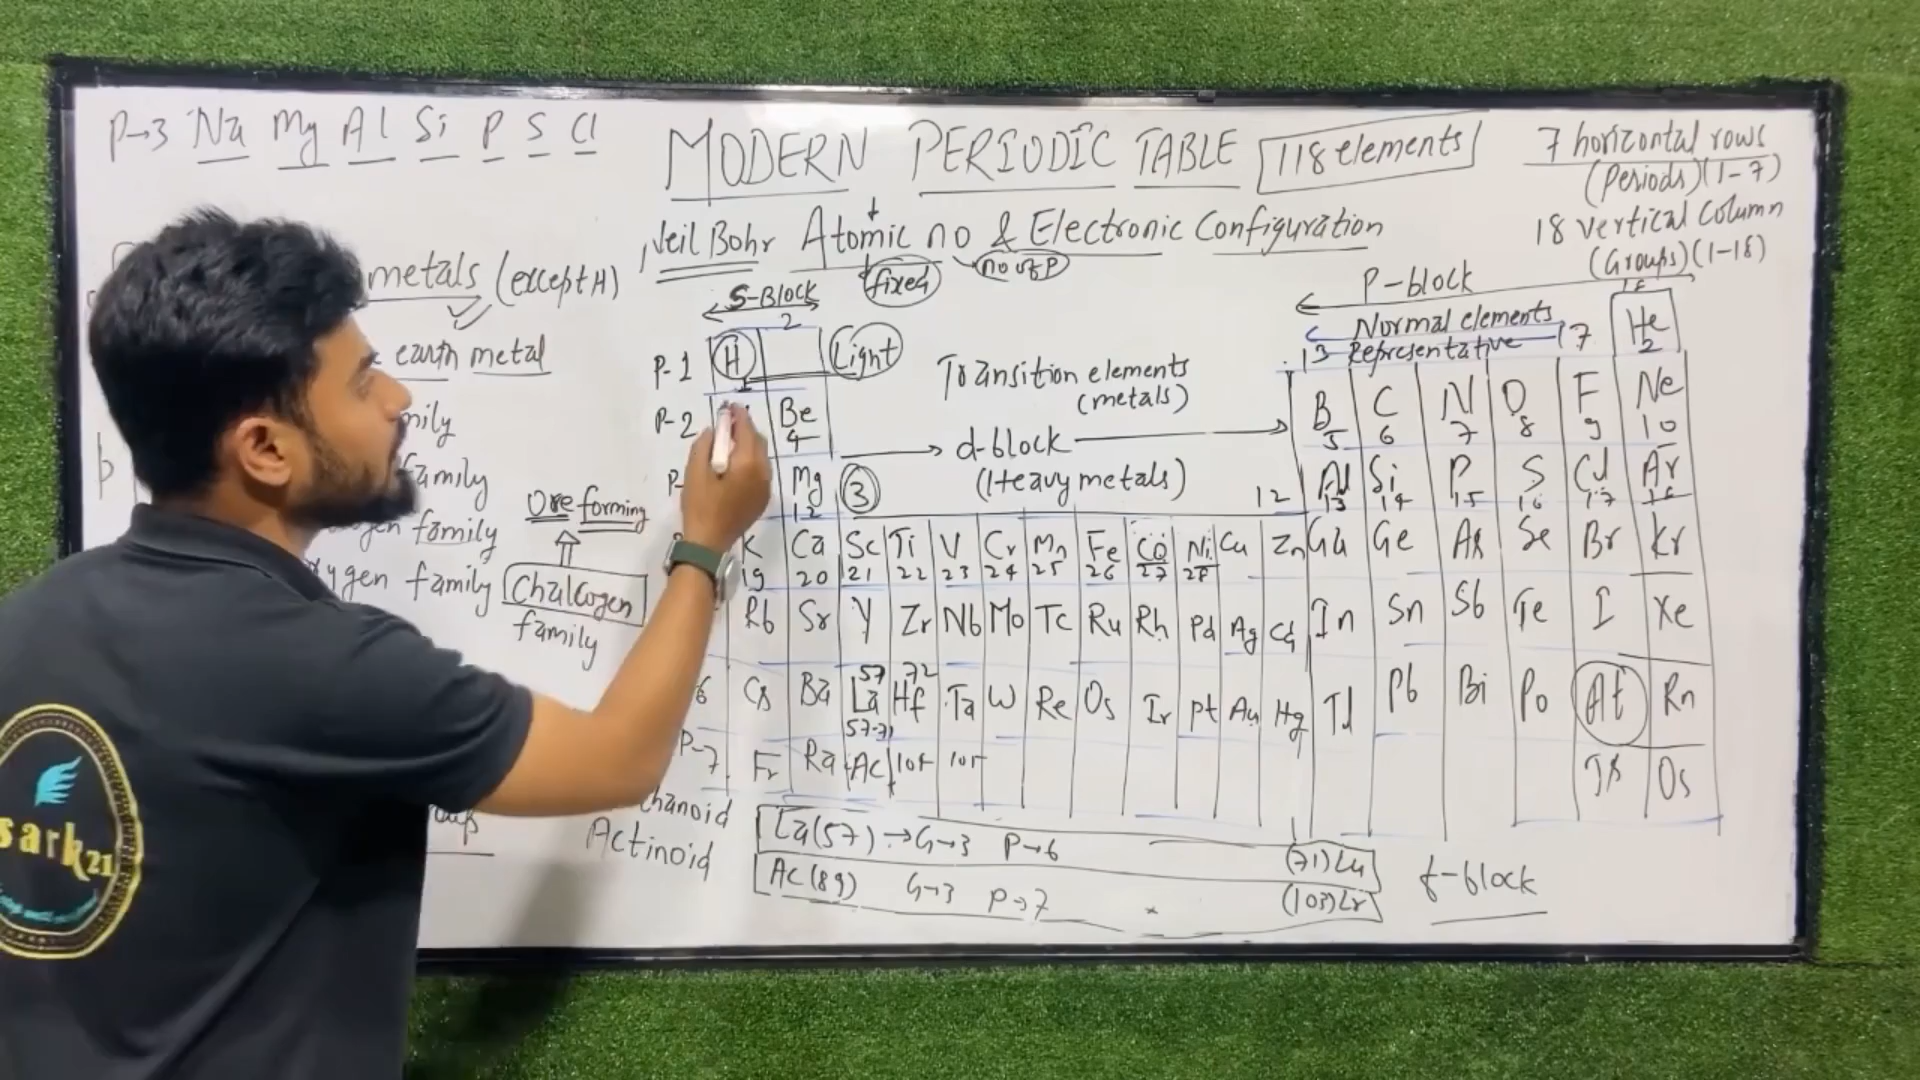 P→3 Na Mg Al Si P S Cl
MODERN PERIODIC TABLE 118 elements
7 horizontal rows
(Periods)(1-7)
18 vertical Column
(Groups)(1-18)
Neil Bohr Atomic no & Electronic Configuration
(fixed) → no of P
metals (except H)
earth metal
family
family
Ore forming
gen family
Oxygen family
Chalcogen
family
S-Block
2
P-block
Normal elements
13 Representative 17
P-1 H Light
He
2
Transition elements
(metals)
P-2 Be
4
B C N O F Ne
5 6 7 8 9 10
d-block
(Heavy metals)
P- Mg 3 12 Al Si P S Cl Ar
12 13 14 15 16 17 18
K Ca Sc Ti V Cr Mn Fe Co Ni Cu Zn Ga Ge As Se Br Kr
19 20 21 22 23 24 25 26 27 28
Rb Sr Y Zr Nb Mo Tc Ru Rh Pd Ag Cd In Sn Sb Te I Xe
57 72
6 Cs Ba La Hf Ta W Re Os Ir Pt Au Hg Tl Pb Bi Po At Rn
57-71
P-7 Fr Ra Ac 104 105 Ts Os
thanoid La(57) → G→3 P→6 (71)Lu
Actinoid Ac(89) G→3 P→7 (103)Lr
f-block
sark21